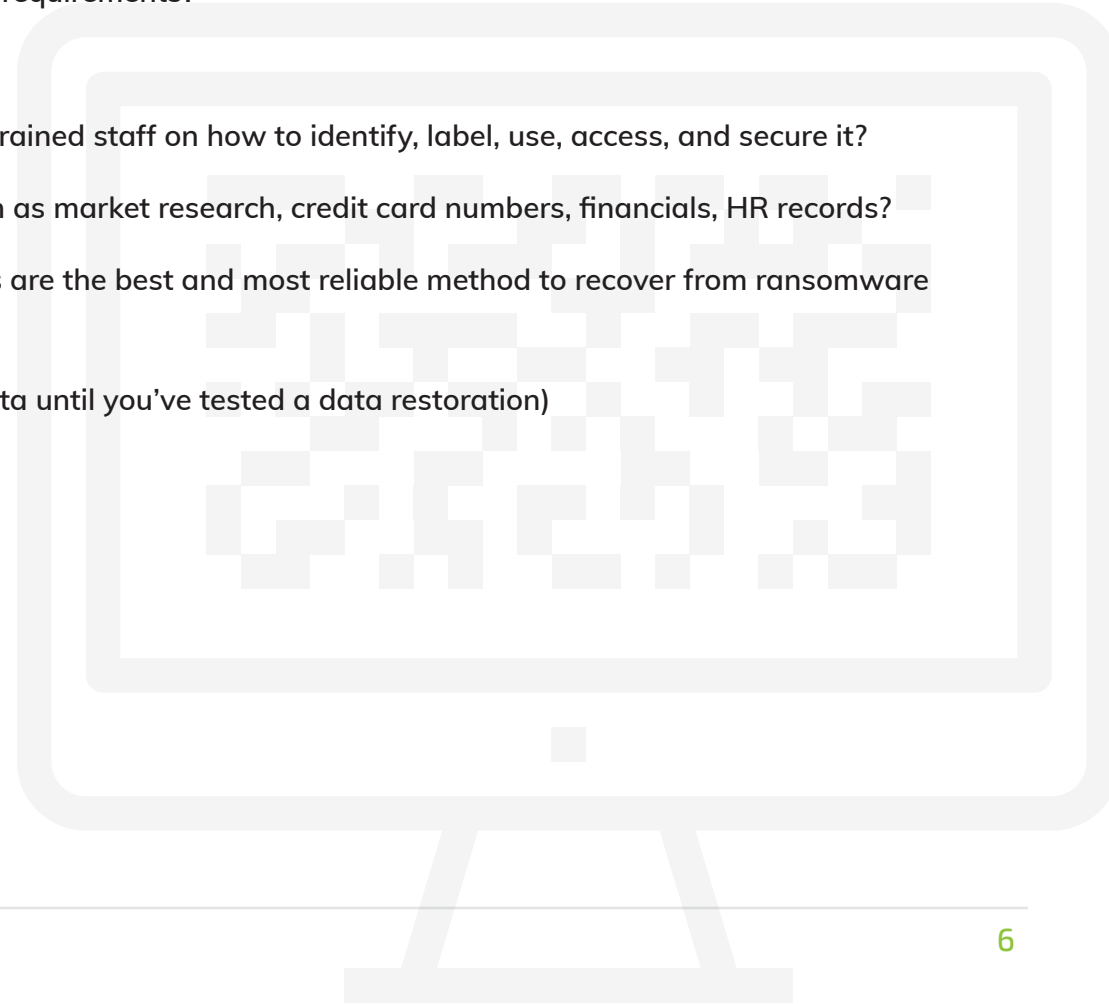 requirements?
rained staff on how to identify, label, use, access, and secure it?
as market research, credit card numbers, financials, HR records?
are the best and most reliable method to recover from ransomware
ta until you’ve tested a data restoration)
6